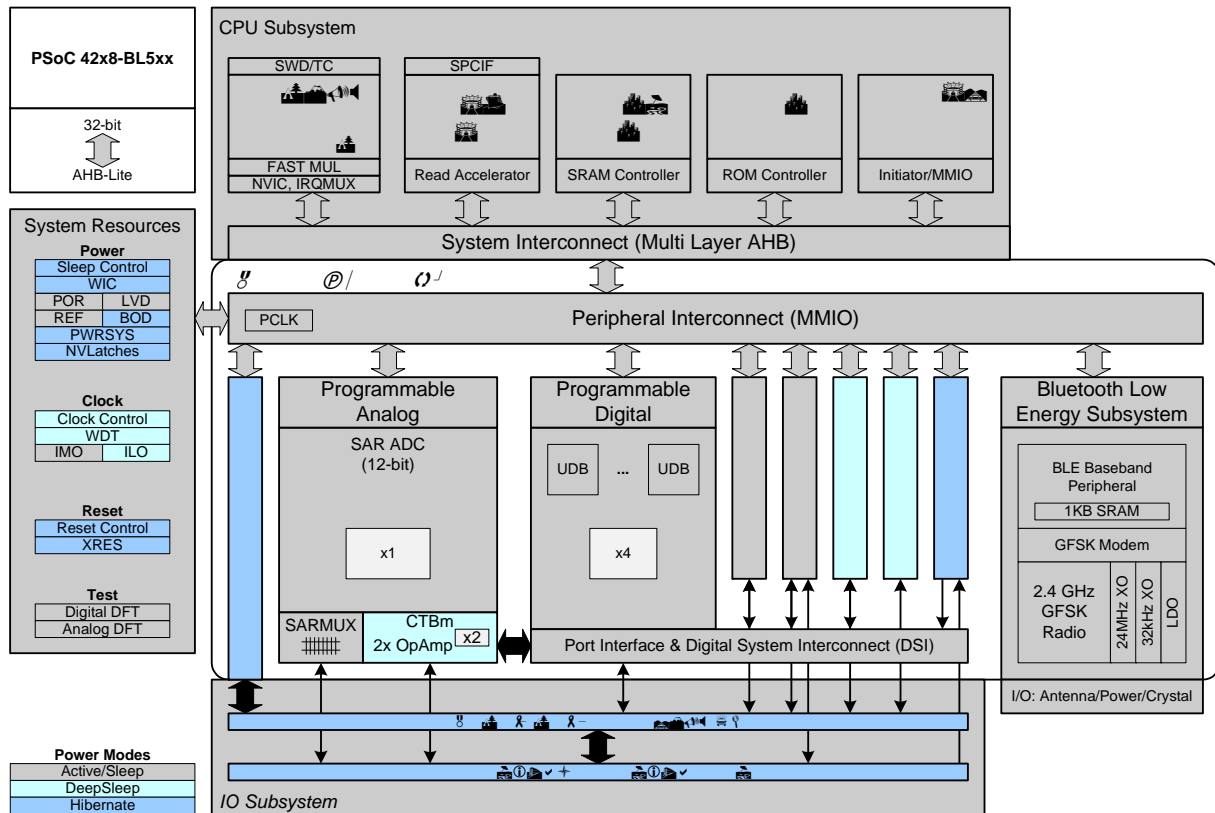 PSoC 42x8-BL5xx
32-bit
AHB-Lite
CPU Subsystem
SWD/TC
FAST MUL
NVIC, IRQMUX
SPCIF
Read Accelerator
SRAM Controller
ROM Controller
Initiator/MMIO
System Interconnect (Multi Layer AHB)
System Resources
Power
Sleep Control
WIC
POR
LVD
REF
BOD
PWRSYS
NVLatches
Clock
Clock Control
WDT
IMO
ILO
Reset
Reset Control
XRES
Test
Digital DFT
Analog DFT
PCLK
Peripheral Interconnect (MMIO)
Programmable
Analog
SAR ADC
(12-bit)
x1
SARMUX
CTBm
2x OpAmp
x2
Programmable
Digital
UDB
...
UDB
x4
Port Interface & Digital System Interconnect (DSI)
Bluetooth Low
Energy Subsystem
BLE Baseband
Peripheral
1KB SRAM
GFSK Modem
2.4 GHz
GFSK
Radio
24MHz XO
32kHz XO
LDO
I/O: Antenna/Power/Crystal
IO Subsystem
Power Modes
Active/Sleep
DeepSleep
Hibernate